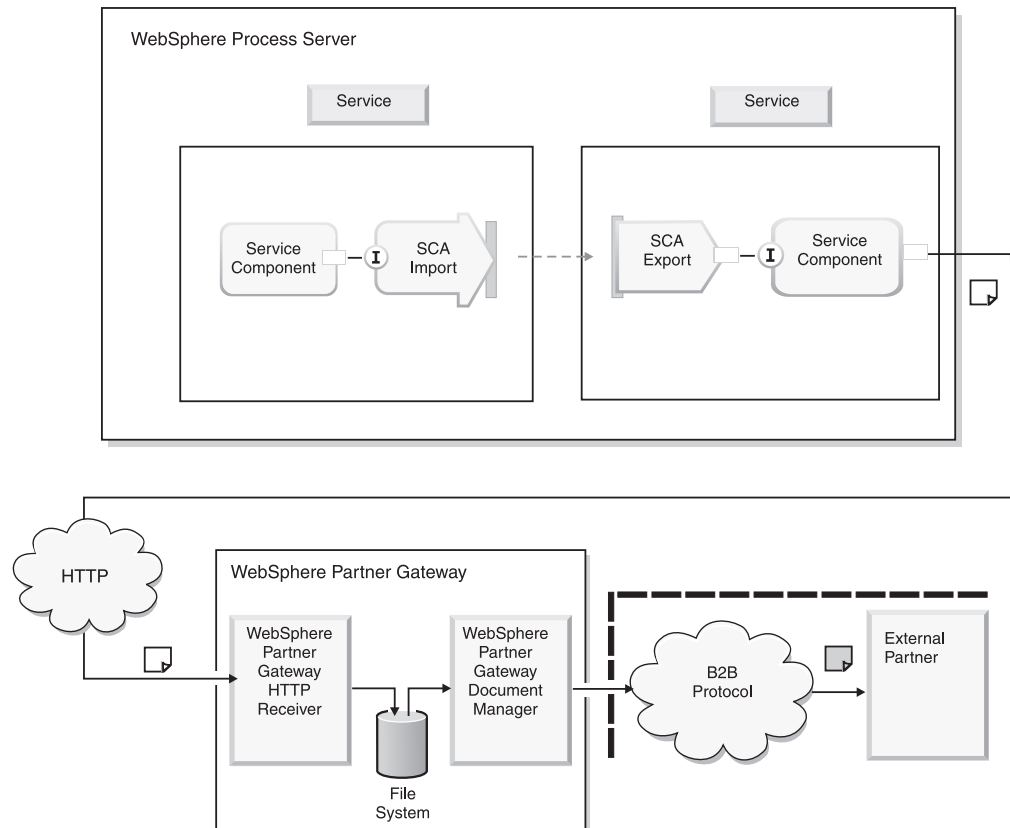 WebSphere Process Server
Service
Service
Service
Component
I
SCA
Import
SCA
Export
I
Service
Component
HTTP
WebSphere Partner Gateway
WebSphere
Partner
Gateway
HTTP
Receiver
File
System
WebSphere
Partner
Gateway
Document
Manager
B2B
Protocol
External
Partner